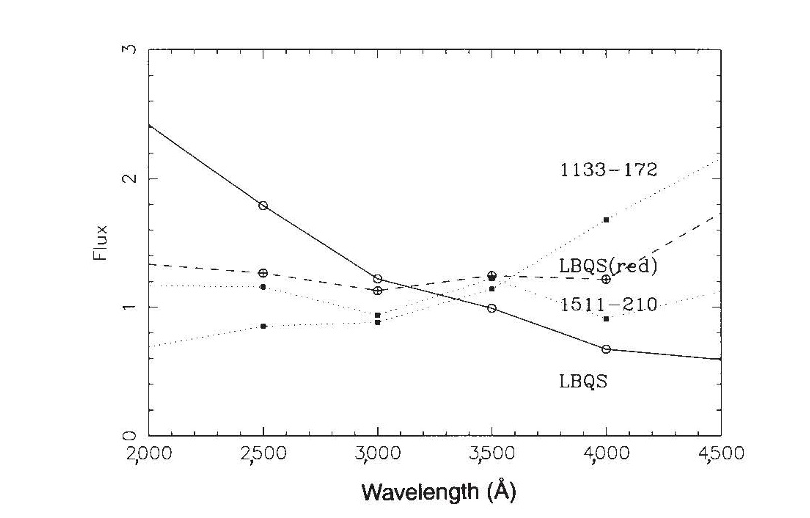 3
2
1
0
Flux
1133-172
LBQS(red)
1511-210
LBQS
2,000 2,500 3,000 3,500 4,000 4,500
Wavelength (Å)